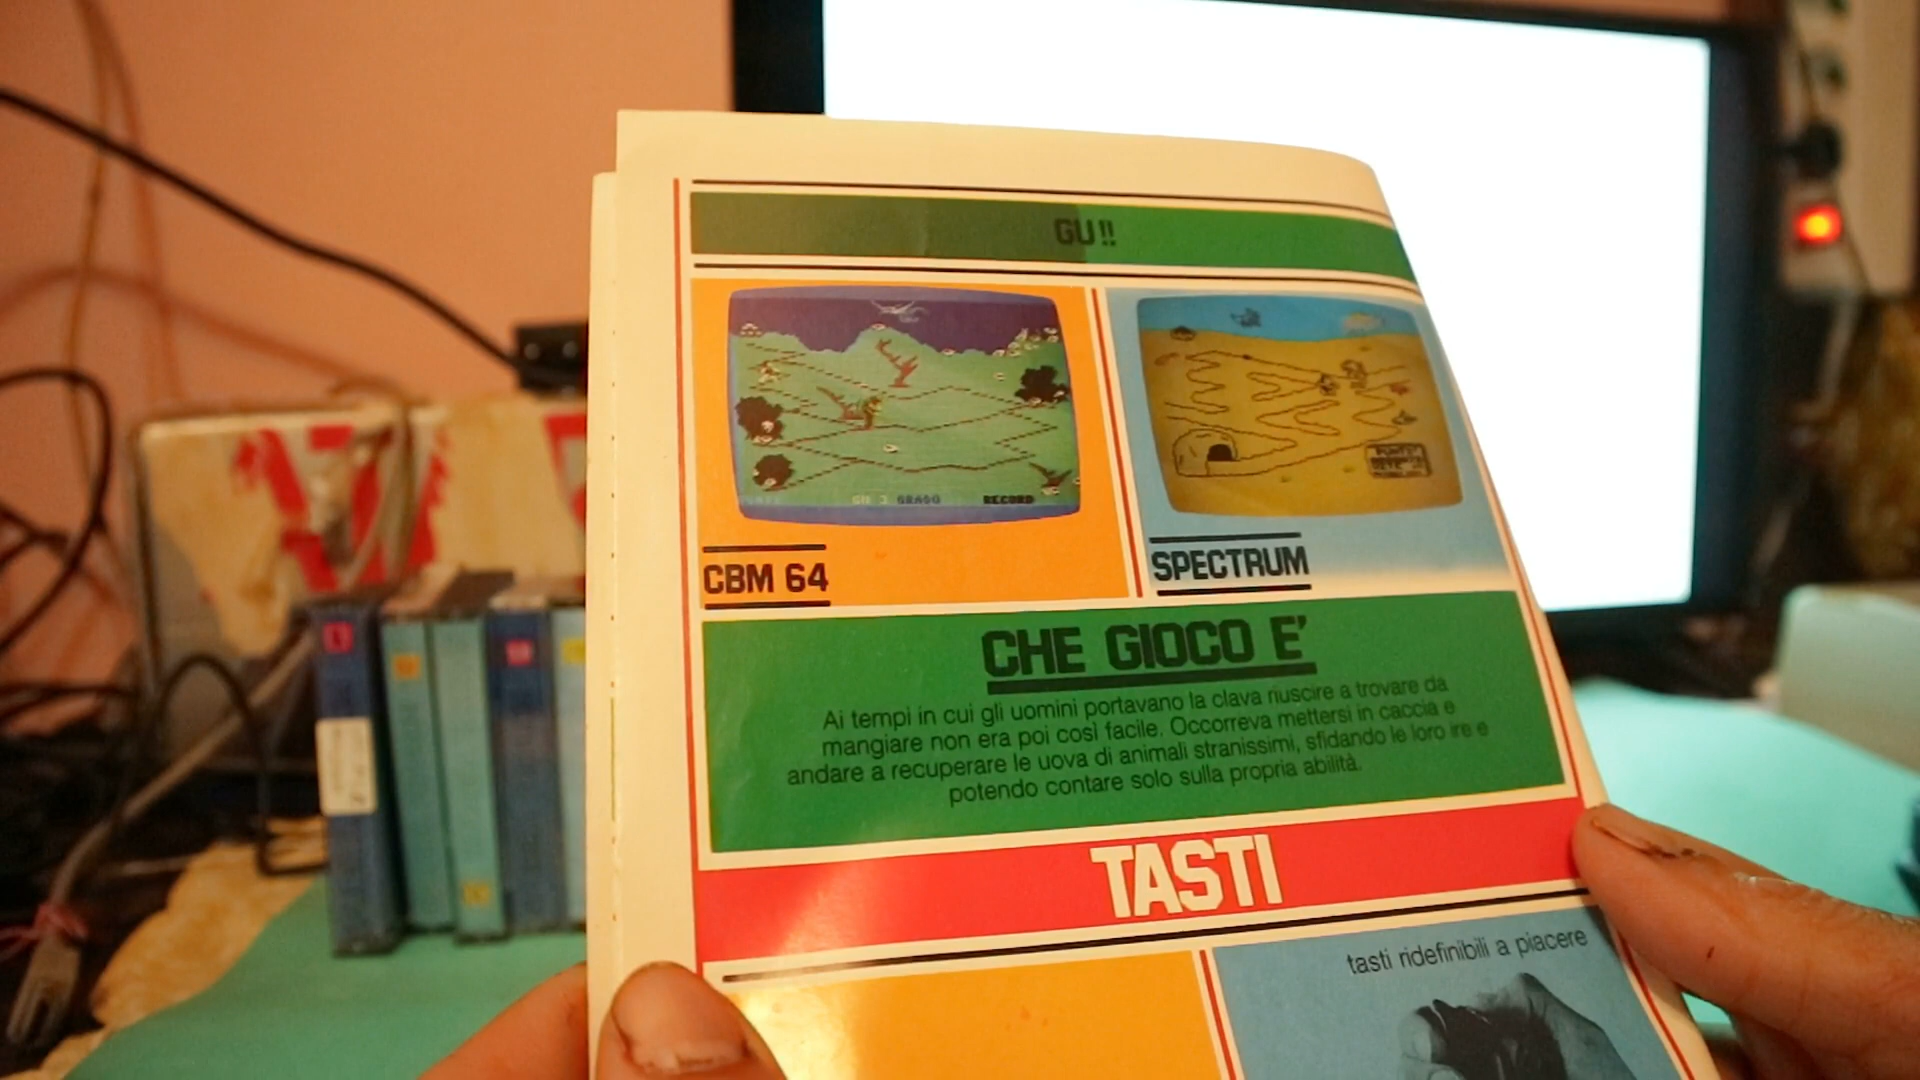 GU!!
GRADO RECORD
CBM 64
SPECTRUM
CHE GIOCO E'
Ai tempi in cui gli uomini portavano la clava riuscire a trovare da
mangiare non era poi così facile. Occorreva mettersi in caccia e
andare a recuperare le uova di animali stranissimi, sfidando le loro ire e
potendo contare solo sulla propria abilità.
TASTI
tasti ridefinibili a piacere